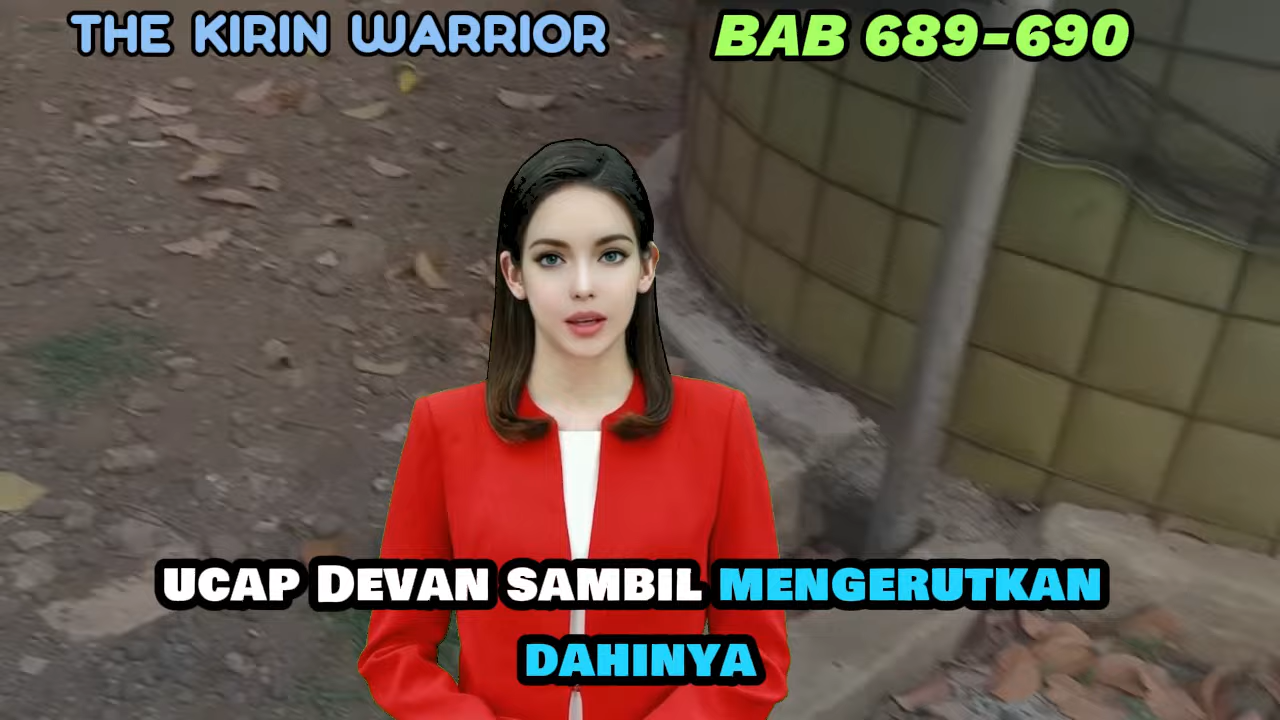 THE KIRIN WARRIOR
BAB 689-690
UCAP DEVAN SAMBIL MENGERUTKAN
DAHINYA